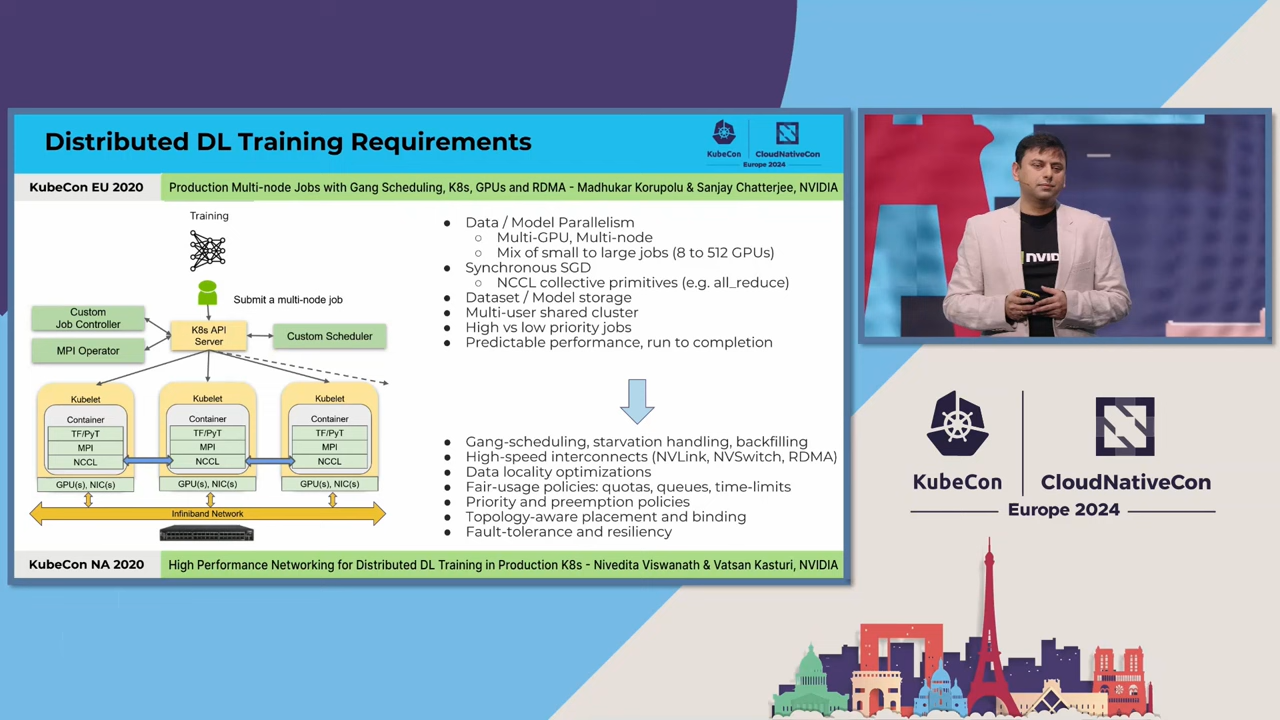 Distributed DL Training Requirements
KubeCon
CloudNativeCon
Europe 2024
KubeCon EU 2020
Production Multi-node Jobs with Gang Scheduling, K8s, GPUs and RDMA - Madhukar Korupolu & Sanjay Chatterjee, NVIDIA
Training
Submit a multi-node job
Custom
Job Controller
MPI Operator
K8s API
Server
Custom Scheduler
Kubelet
Container
TF/PyT
MPI
NCCL
GPU(s), NIC(s)
Kubelet
Container
TF/PyT
MPI
NCCL
GPU(s), NIC(s)
Kubelet
Container
TF/PyT
MPI
NCCL
GPU(s), NIC(s)
Infiniband Network
● Data / Model Parallelism
○ Multi-GPU, Multi-node
○ Mix of small to large jobs (8 to 512 GPUs)
● Synchronous SGD
○ NCCL collective primitives (e.g. all_reduce)
● Dataset / Model storage
● Multi-user shared cluster
● High vs low priority jobs
● Predictable performance, run to completion
● Gang-scheduling, starvation handling, backfilling
● High-speed interconnects (NVLink, NVSwitch, RDMA)
● Data locality optimizations
● Fair-usage policies: quotas, queues, time-limits
● Priority and preemption policies
● Topology-aware placement and binding
● Fault-tolerance and resiliency
KubeCon NA 2020
High Performance Networking for Distributed DL Training in Production K8s - Nivedita Viswanath & Vatsan Kasturi, NVIDIA
NVID
KubeCon
CloudNativeCon
Europe 2024